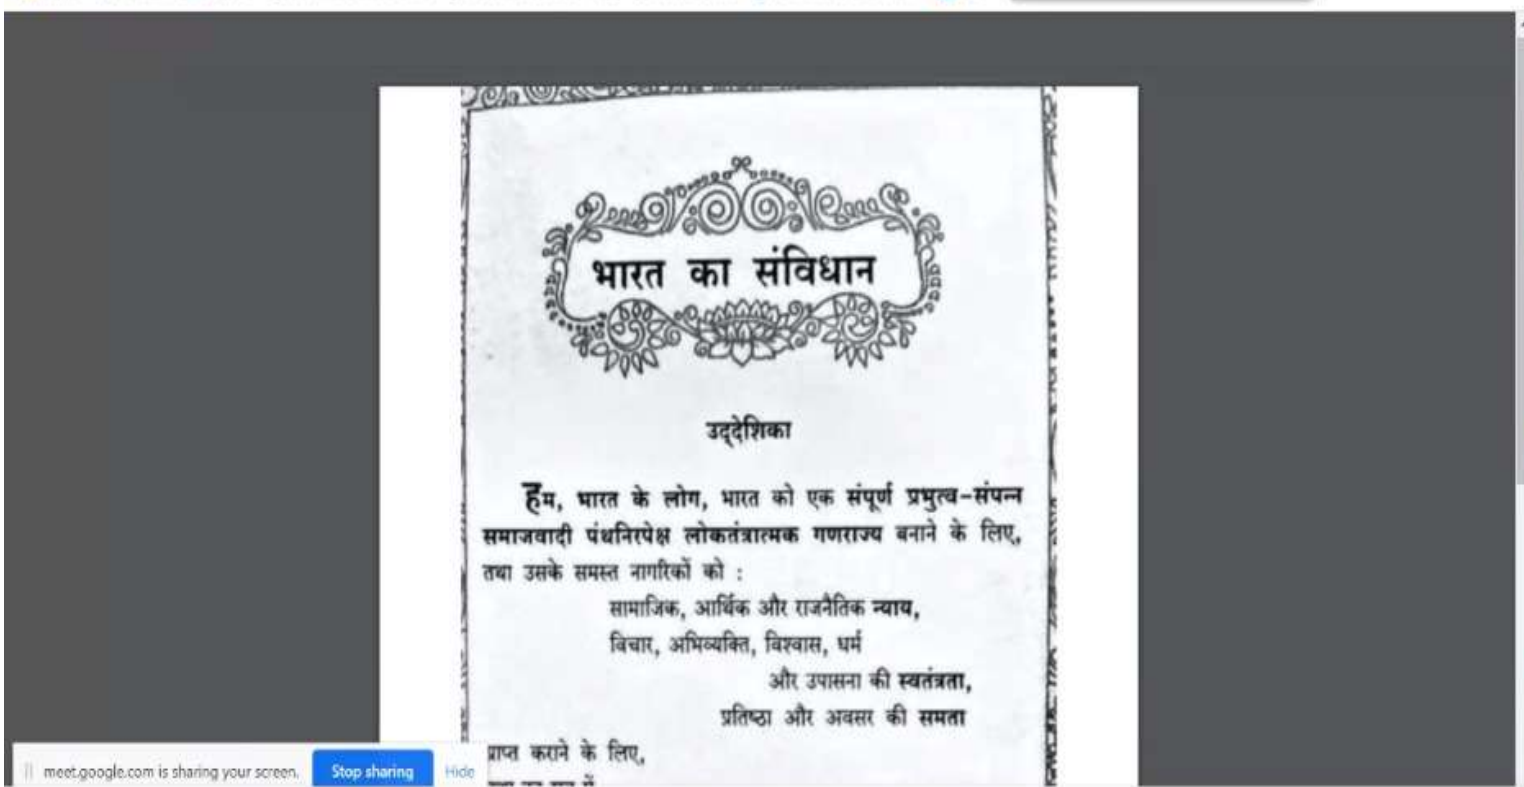 भारत का संविधान
उद्देशिका
हम, भारत के लोग, भारत को एक संपूर्ण प्रभुत्व-संपन्न
समाजवादी पंथनिरपेक्ष लोकतंत्रात्मक गणराज्य बनाने के लिए,
तथा उसके समस्त नागरिकों को :
सामाजिक, आर्थिक और राजनैतिक न्याय,
विचार, अभिव्यक्ति, विश्वास, धर्म
और उपासना की स्वतंत्रता,
प्रतिष्ठा और अवसर की समता
प्राप्त कराने के लिए,
meet.google.com is sharing your screen.
Stop sharing
Hide